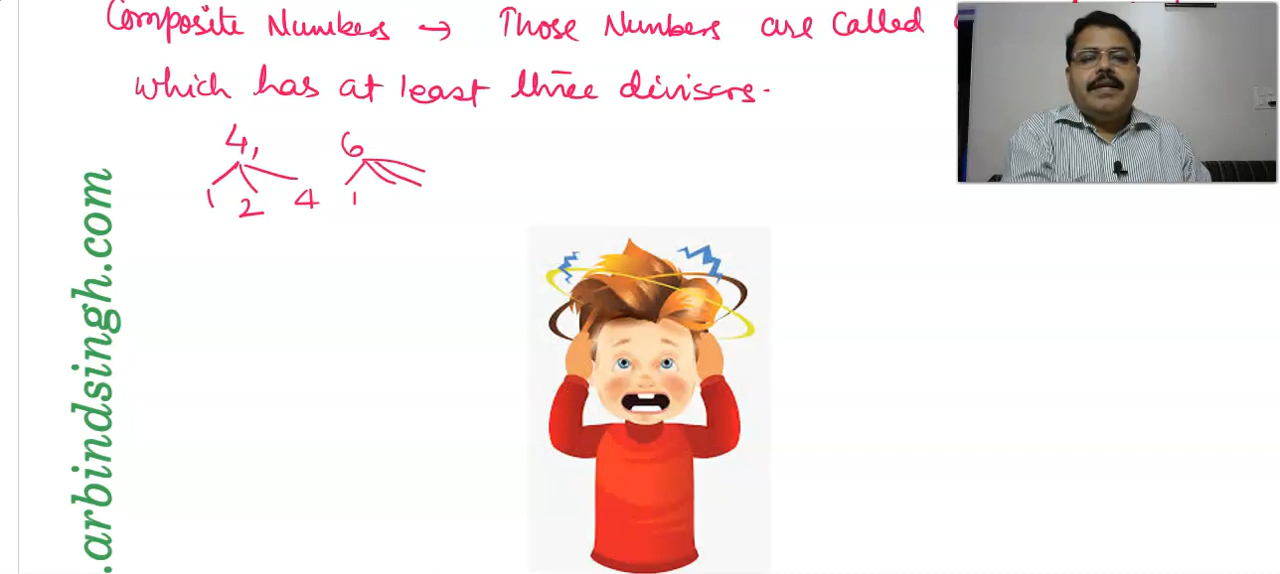 Composite Numbers → Those Numbers are called
which has at least three divisors.
4, 6
1 2 4 1
.arbindsingh.com